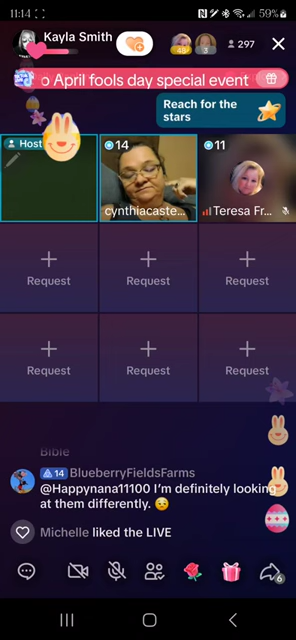 11:14
59%
Kayla Smith
48
3
297
o April fools day special event
Reach for the
stars
Host
14
11
cynthiacaste...
Teresa Fr...
+ Request
+ Request
+ Request
+ Request
+ Request
+ Request
Bible
14 BlueberryFieldsFarms
@Happynana11100 I'm definitely looking
at them differently. 😉
Michelle liked the LIVE
6